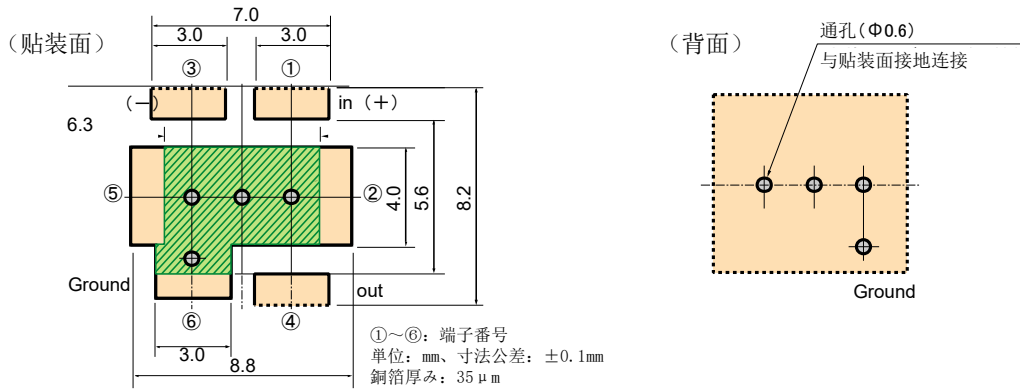 7.0
3.0
3.0
（贴装面）
③
①
(－)
in（＋）
6.3
⑤
②
4.0
5.6
8.2
Ground
out
⑥
④
3.0
8.8
①～⑥：端子番号
単位：mm、寸法公差：±0.1mm
銅箔厚み：35μm
（背面）
通孔(Φ0.6)
与贴装面接地连接
Ground